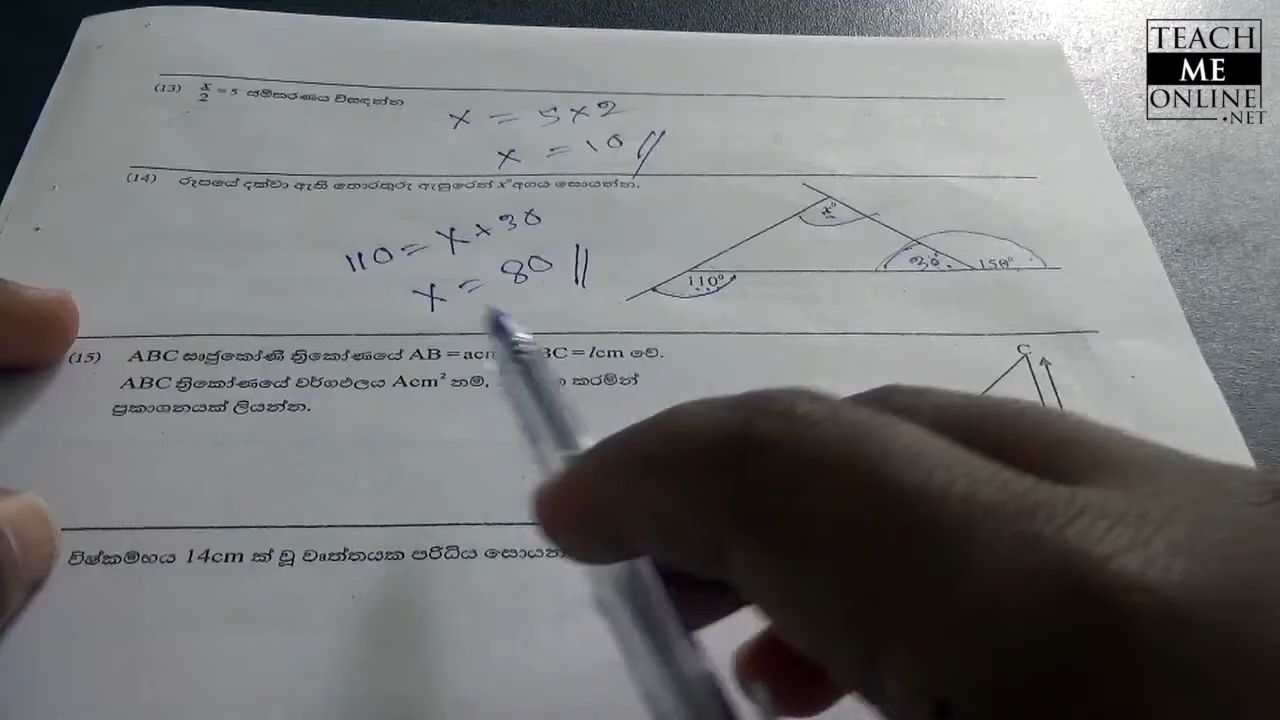 TEACH
ME
ONLINE
.NET
(13) x/2 = 5 සමීකරණය විසඳන්න
x = 5×2
x = 10 //
(14) රූපයේ දක්වා ඇති තොරතුරු ඇසුරෙන් x° අගය සොයන්න.
110 = x + 30
x = 80 //
x°
110°
30
150°
(15) ABC සෘජුකෝණී ත්‍රිකෝණයේ AB = acm BC = lcm වේ.
ABC ත්‍රිකෝණයේ වර්ගඵලය Acm² නම්, කරමින්
ප්‍රකාශනයක් ලියන්න.
C
විෂ්කම්භය 14cm ක් වූ වෘත්තයක පරිධිය